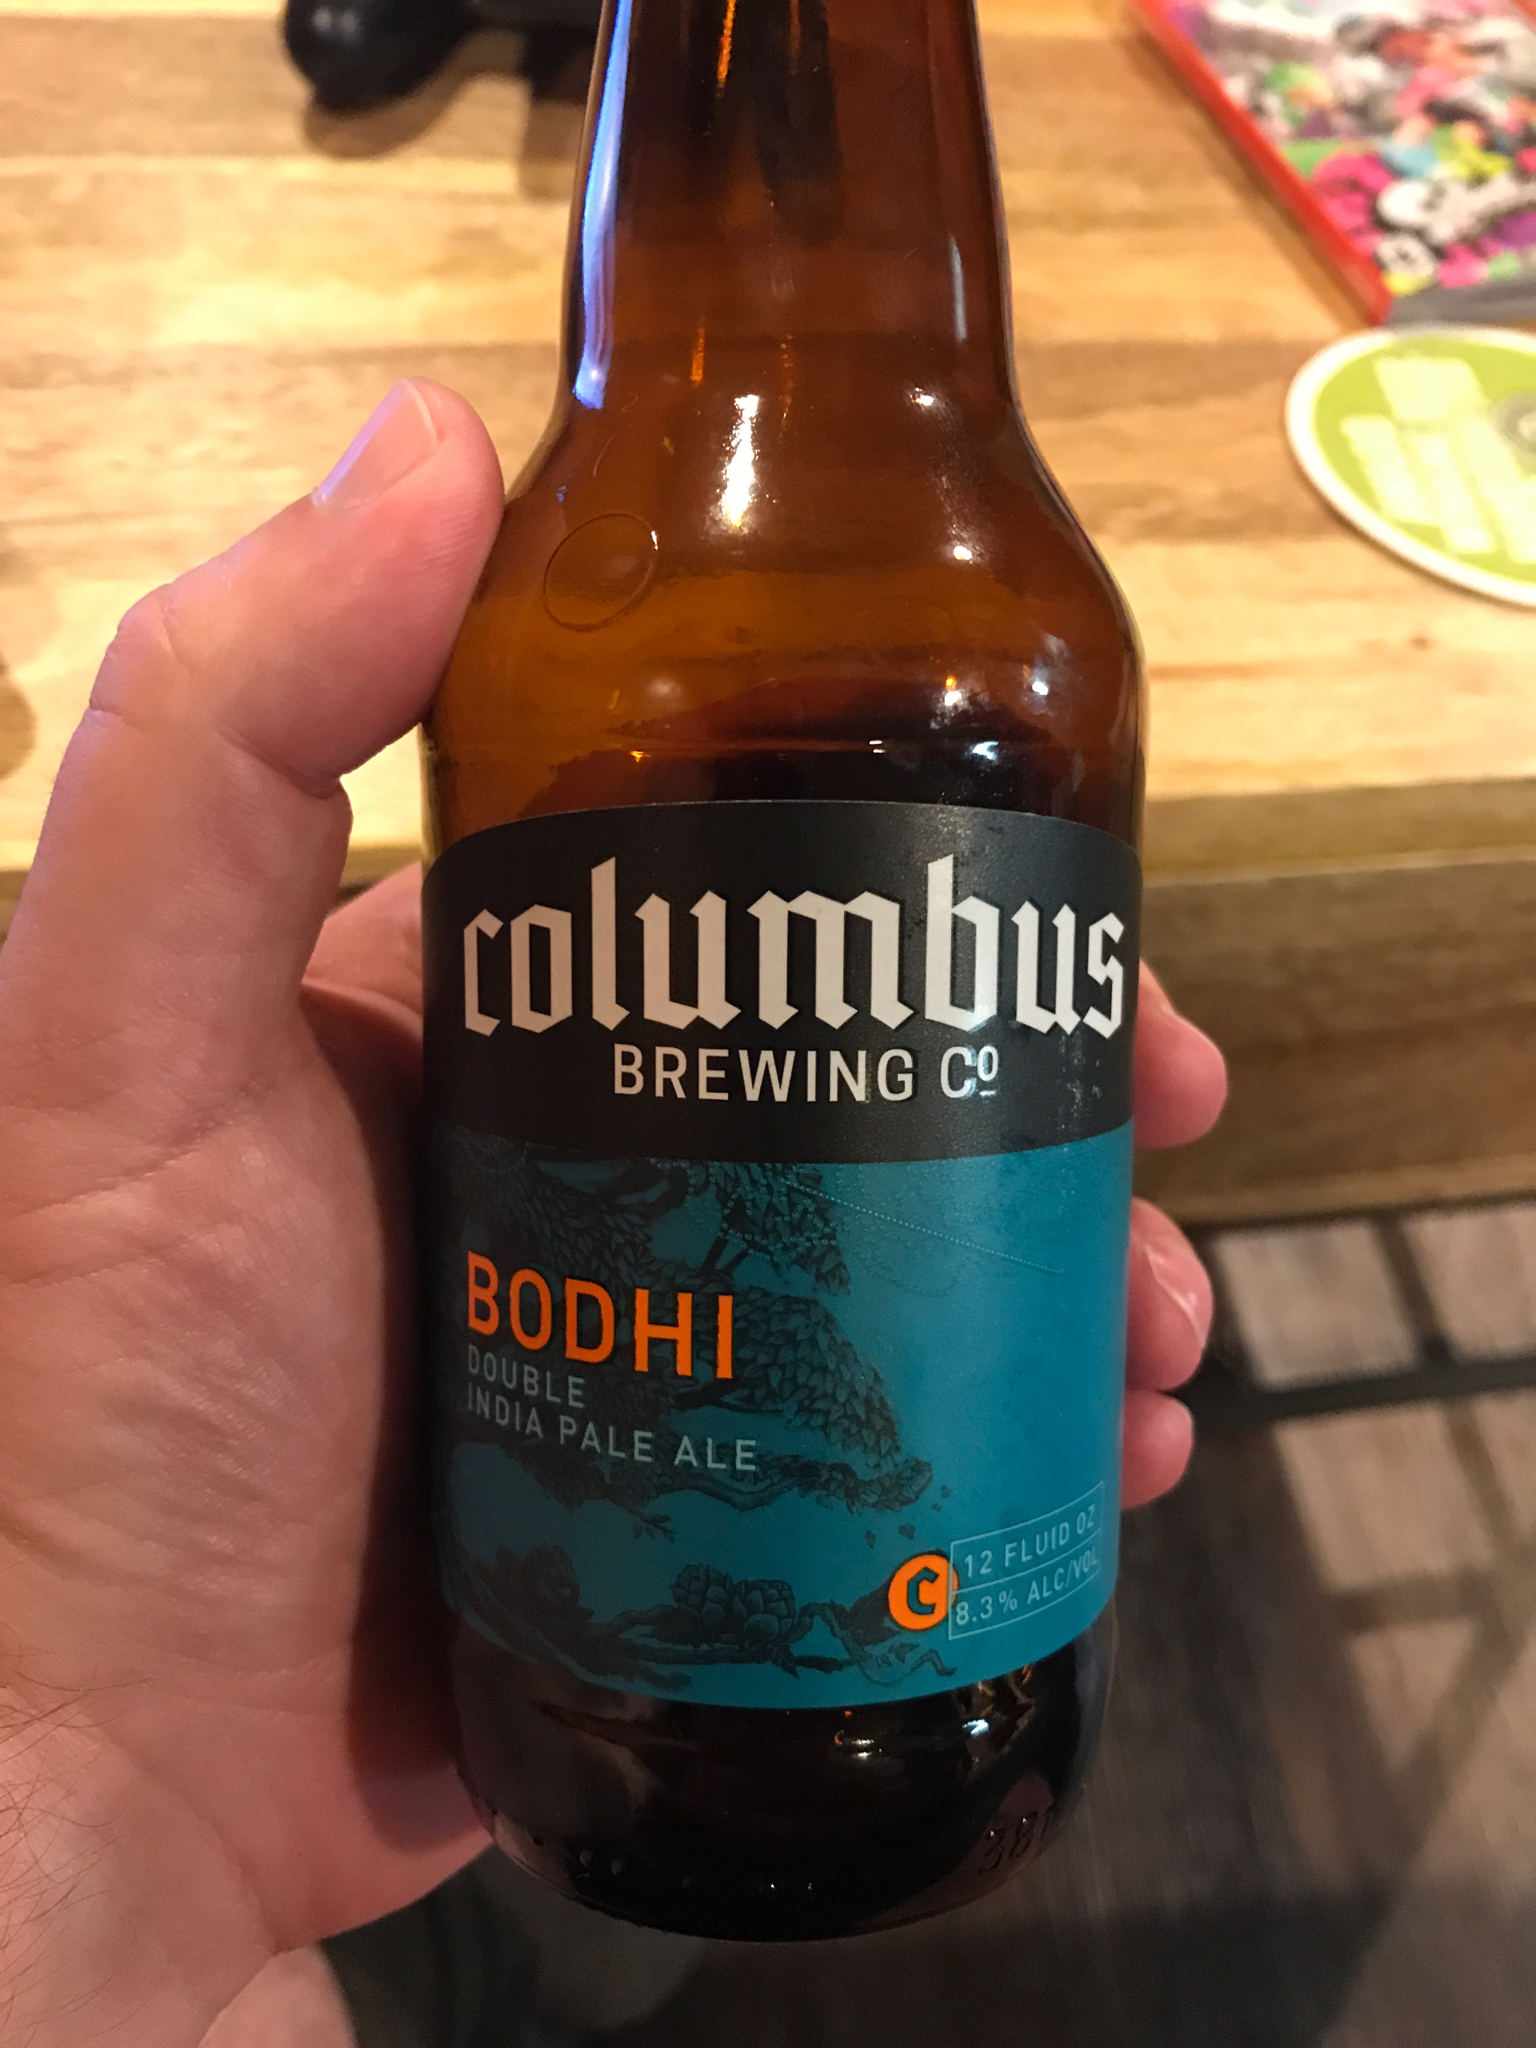 columbus
BREWING Cº
BODHI
DOUBLE
INDIA PALE ALE
C
12 FLUID OZ
8.3% ALC/VOL